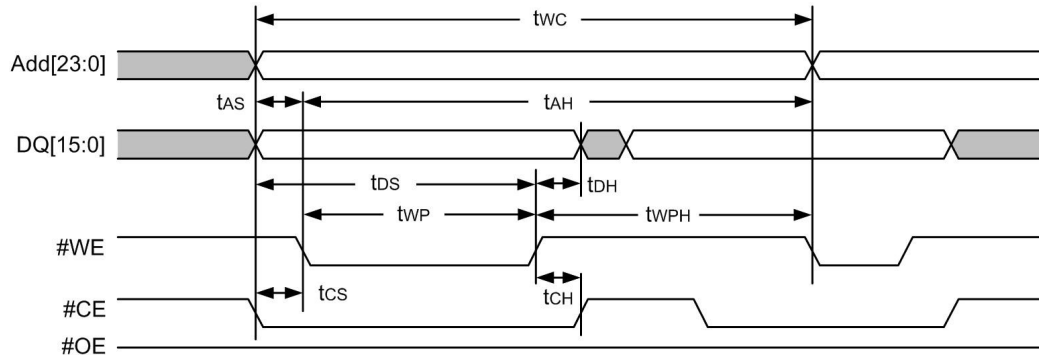 tWC
Add[23:0]
tAS tAH
DQ[15:0]
tDS tDH
tWP tWPH
#WE
tCS tCH
#CE
#OE